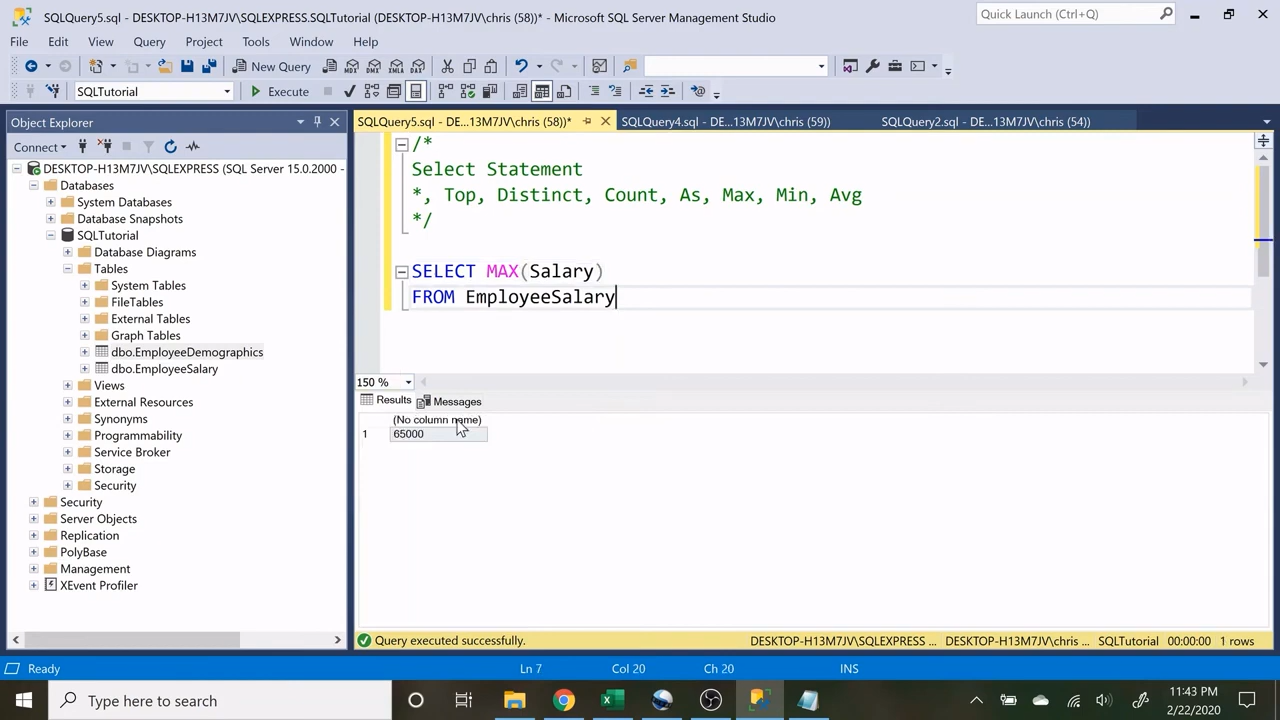 SQLQuery5.sql - DESKTOP-H13M7JV\SQLEXPRESS.SQLTutorial (DESKTOP-H13M7JV\chris (58))* - Microsoft SQL Server Management Studio
Quick Launch (Ctrl+Q)
File Edit View Query Project Tools Window Help
New Query
MDX DMX XMLA DAX
SQLTutorial
Execute
Object Explorer
SQLQuery5.sql - DE...13M7JV\chris (58))*
SQLQuery4.sql - DE...13M7JV\chris (59))
SQLQuery2.sql - DE...13M7JV\chris (54))
Connect
DESKTOP-H13M7JV\SQLEXPRESS (SQL Server 15.0.2000 -
Databases
System Databases
Database Snapshots
SQLTutorial
Database Diagrams
Tables
System Tables
FileTables
External Tables
Graph Tables
dbo.EmployeeDemographics
dbo.EmployeeSalary
Views
External Resources
Synonyms
Programmability
Service Broker
Storage
Security
Security
Server Objects
Replication
PolyBase
Management
XEvent Profiler
/*
Select Statement
*, Top, Distinct, Count, As, Max, Min, Avg
*/
SELECT MAX(Salary)
FROM EmployeeSalary
150 %
Results Messages
(No column name)
1 65000
Query executed successfully.
DESKTOP-H13M7JV\SQLEXPRESS ... DESKTOP-H13M7JV\chris ... SQLTutorial 00:00:00 1 rows
Ready Ln 7 Col 20 Ch 20 INS
Type here to search
11:43 PM
2/22/2020